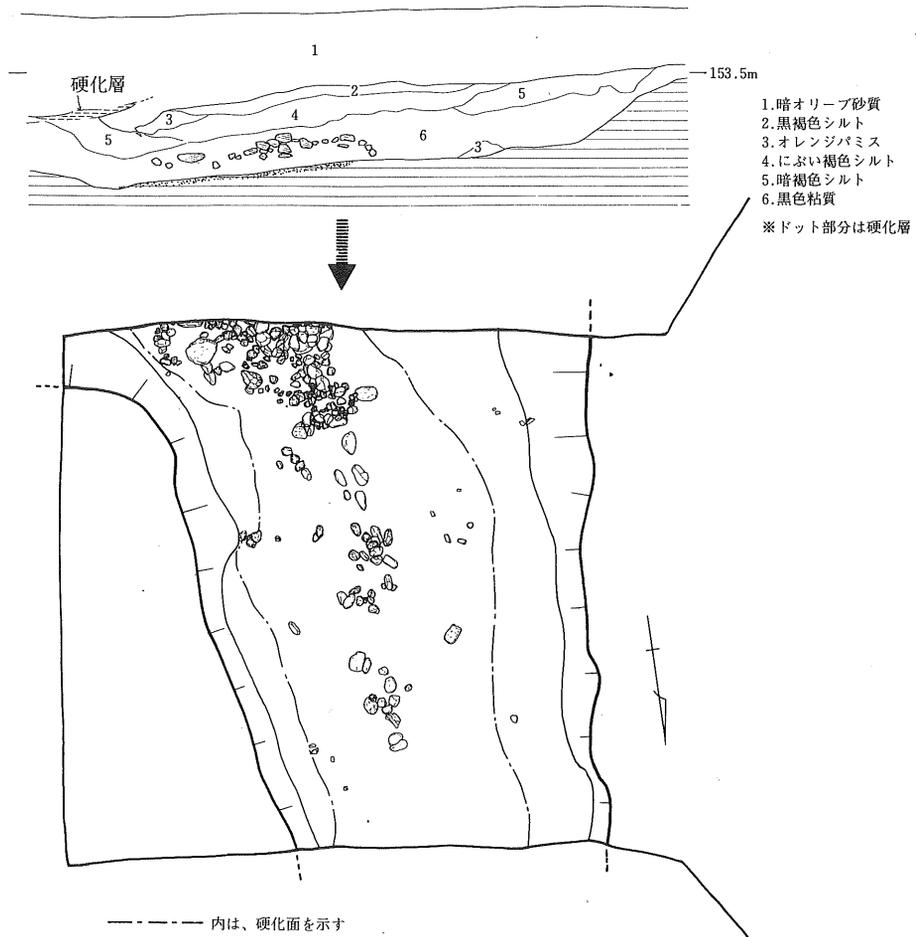 1
硬化層
153.5m
2
5
3
4
5
6
3
1.暗オリーブ砂質
2.黒褐色シルト
3.オレンジパミス
4.にぶい褐色シルト
5.暗褐色シルト
6.黒色粘質
※ドット部分は硬化層
内は、硬化面を示す